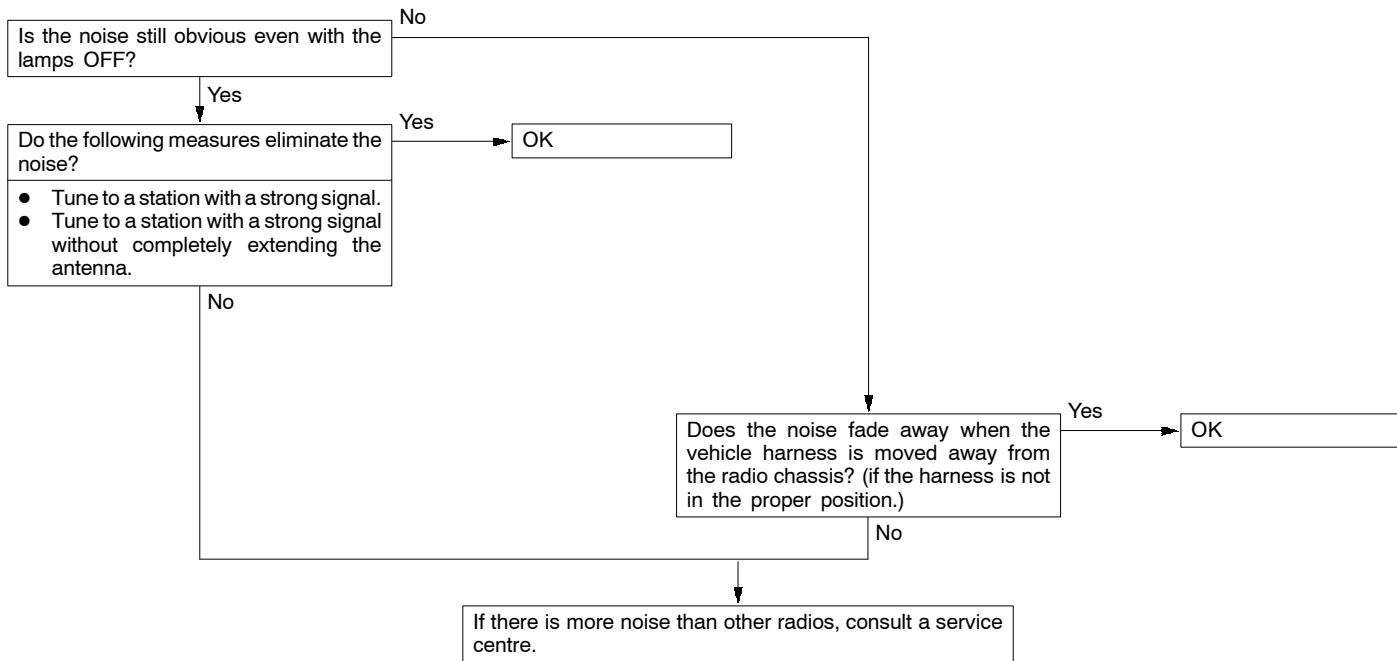 No
Is the noise still obvious even with the
lamps OFF?
Yes
Do the following measures eliminate the
noise?
Yes
OK
● Tune to a station with a strong signal.
● Tune to a station with a strong signal
without completely extending the
antenna.
No
Does the noise fade away when the
vehicle harness is moved away from
the radio chassis? (if the harness is not
in the proper position.)
Yes
OK
No
If there is more noise than other radios, consult a service
centre.